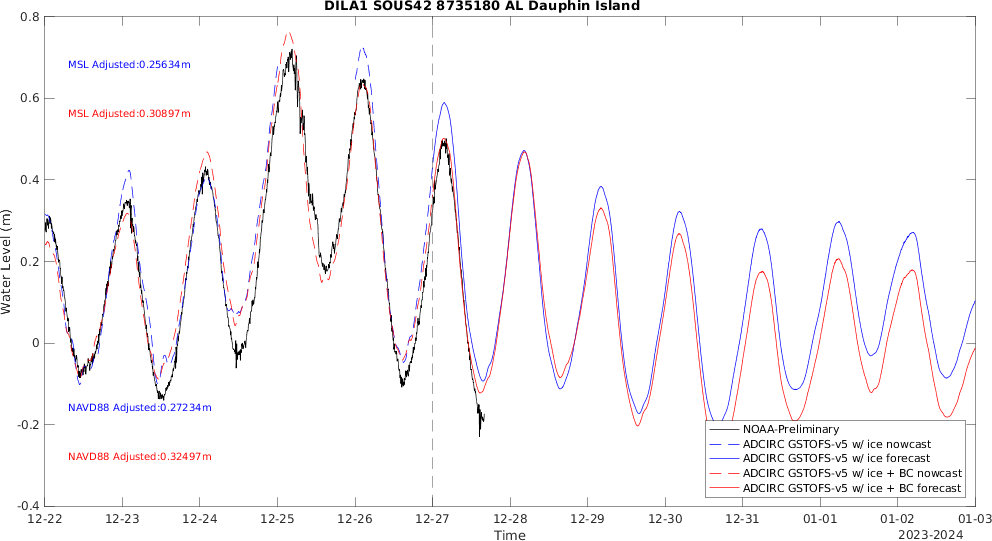 DILA1 SOUS42 8735180 AL Dauphin Island
0.8
0.6
0.4
0.2
0
-0.2
-0.4
Water Level (m)
MSL Adjusted:0.25634m
MSL Adjusted:0.30897m
NAVD88 Adjusted:0.27234m
NAVD88 Adjusted:0.32497m
NOAA-Preliminary
ADCIRC GSTOFS-v5 w/ ice nowcast
ADCIRC GSTOFS-v5 w/ ice forecast
ADCIRC GSTOFS-v5 w/ ice + BC nowcast
ADCIRC GSTOFS-v5 w/ ice + BC forecast
12-22 12-23 12-24 12-25 12-26 12-27 12-28 12-29 12-30 12-31 01-01 01-02 01-03
Time
2023-2024